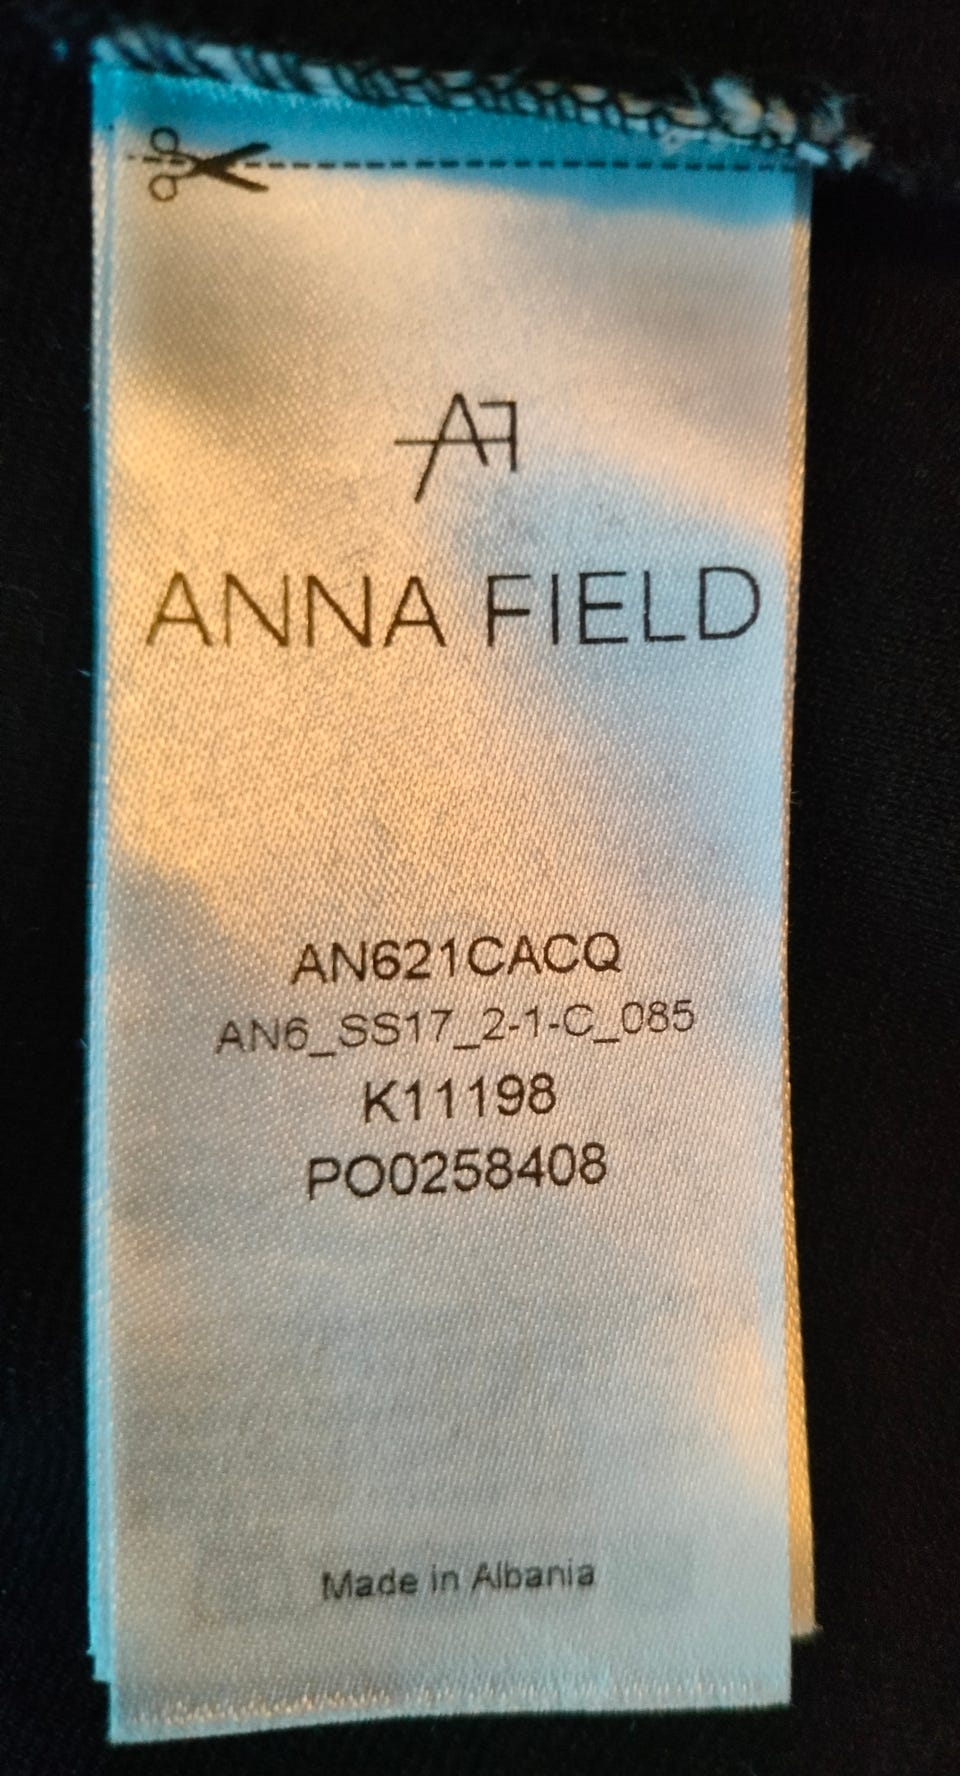 AF
ANNA FIELD
AN621CACQ
AN6_SS17_2-1-C_085
K11198
PO0258408
Made in Albania